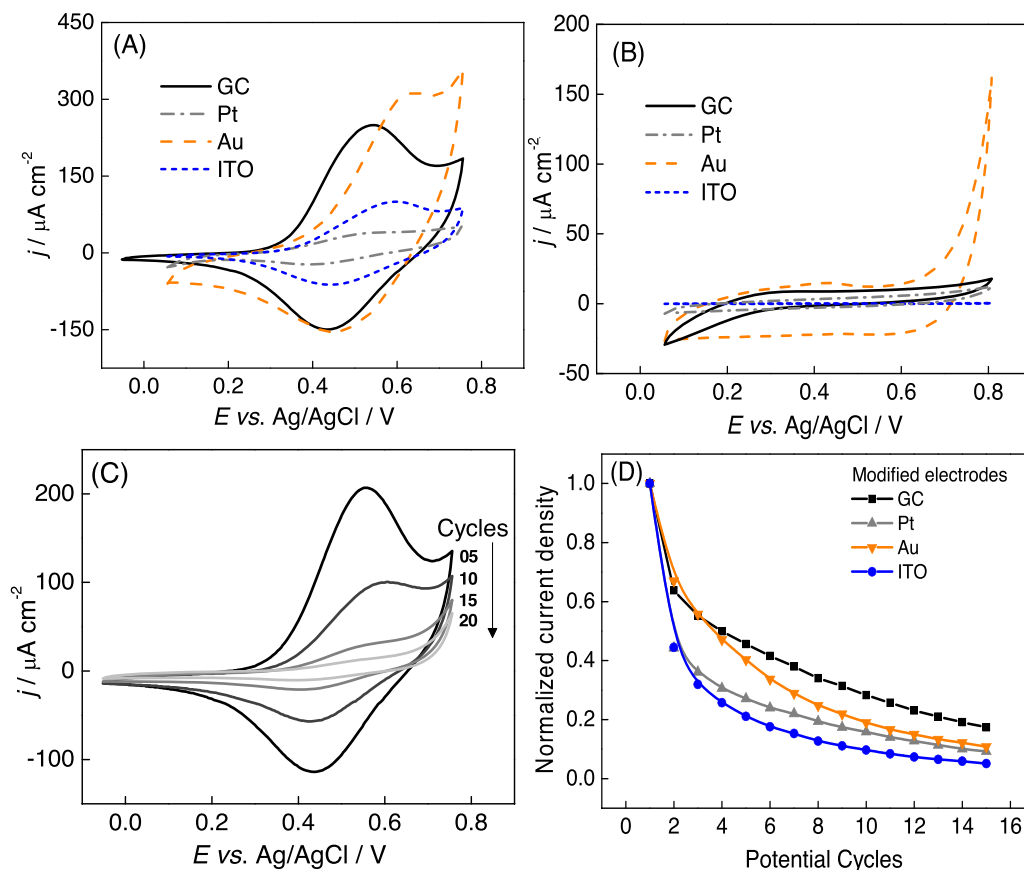 (A)
GC
Pt
Au
ITO
450
300
150
0
-150
j / μA cm⁻²
0.0 0.2 0.4 0.6 0.8
E vs. Ag/AgCl / V
(B)
GC
Pt
Au
ITO
200
150
100
50
0
-50
j / μA cm⁻²
0.0 0.2 0.4 0.6 0.8
E vs. Ag/AgCl / V
(C)
Cycles
05
10
15
20
200
100
0
-100
j / μA cm⁻²
0.0 0.2 0.4 0.6 0.8
E vs. Ag/AgCl / V
(D)
Modified electrodes
GC
Pt
Au
ITO
1.0
0.8
0.6
0.4
0.2
0.0
Normalized current density
0 2 4 6 8 10 12 14 16
Potential Cycles